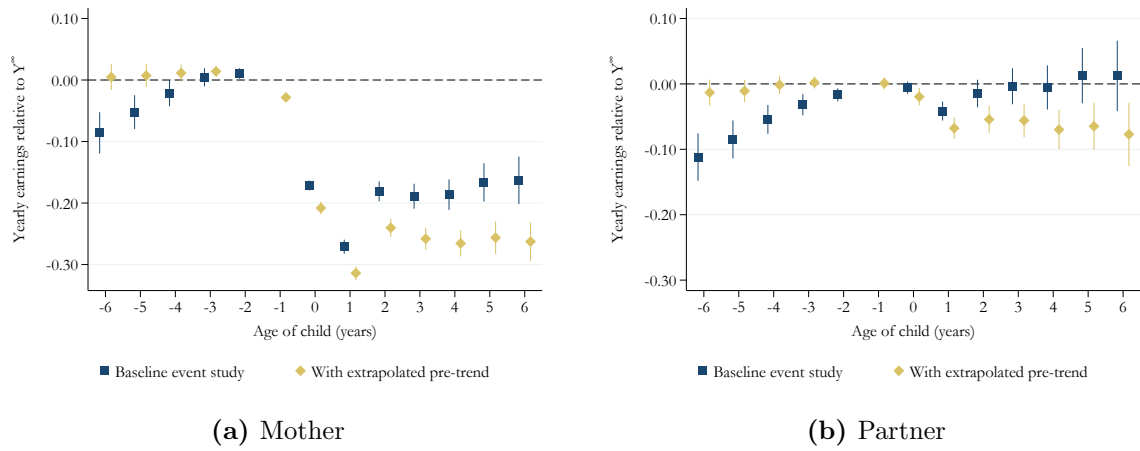 0.10
0.00
-0.10
-0.20
-0.30
Yearly earnings relative to Y∞
-6 -5 -4 -3 -2 -1 0 1 2 3 4 5 6
Age of child (years)
Baseline event study With extrapolated pre-trend
(a) Mother
0.10
0.00
-0.10
-0.20
-0.30
Yearly earnings relative to Y∞
-6 -5 -4 -3 -2 -1 0 1 2 3 4 5 6
Age of child (years)
Baseline event study With extrapolated pre-trend
(b) Partner